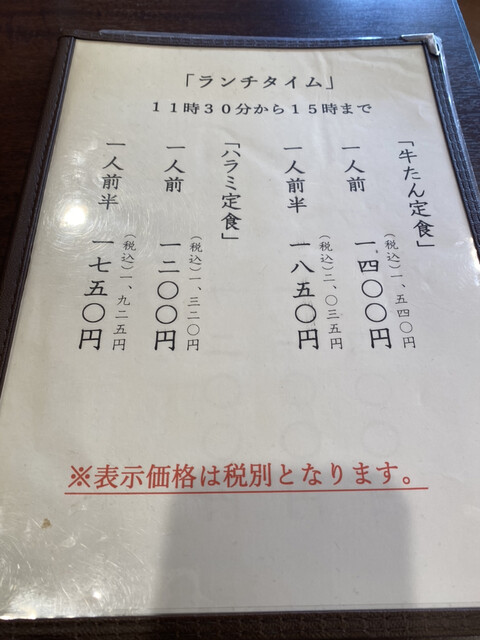 「ランチタイム」
１１時３０分から１５時まで
「牛たん定食」
一人前　一、四〇〇円
（税込）一、五四〇円
一人前半　一八五〇円
（税込）二、〇三五円
「ハラミ定食」
一人前　一二〇〇円
（税込）一、三二〇円
一人前半　一七五〇円
（税込）一、九二五円
※表示価格は税別となります。